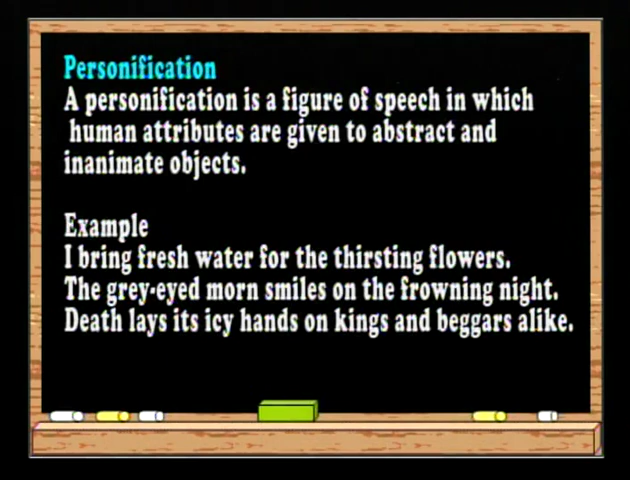 Personification
A personification is a figure of speech in which
human attributes are given to abstract and
inanimate objects.
Example
I bring fresh water for the thirsting flowers.
The grey-eyed morn smiles on the frowning night.
Death lays its icy hands on kings and beggars alike.